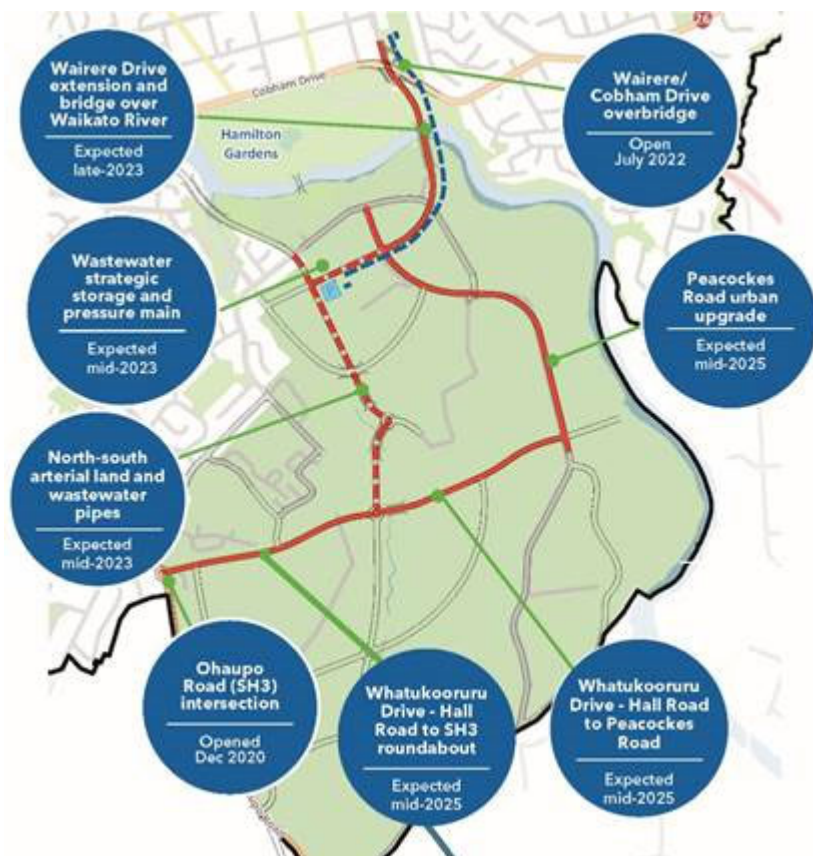 26
Wairere Drive
extension and
bridge over
Waikato River
Expected
late-2023
Cobham Drive
Hamilton
Gardens
Wairere/
Cobham Drive
overbridge
Open
July 2022
Wastewater
strategic
storage and
pressure main
Expected
mid-2023
Peacockes
Road urban
upgrade
Expected
mid-2025
North-south
arterial land and
wastewater
pipes
Expected
mid-2023
Ohaupo
Road (SH3)
intersection
Opened
Dec 2020
Whatukooruru
Drive - Hall
Road to SH3
roundabout
Expected
mid-2025
Whatukooruru
Drive - Hall Road
to Peacockes
Road
Expected
mid-2025